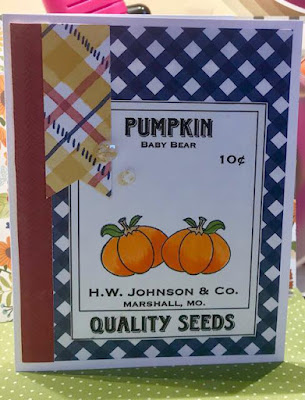 PUMPKIN
BABY BEAR
10¢
H.W. JOHNSON & CO.
MARSHALL, MO.
QUALITY SEEDS